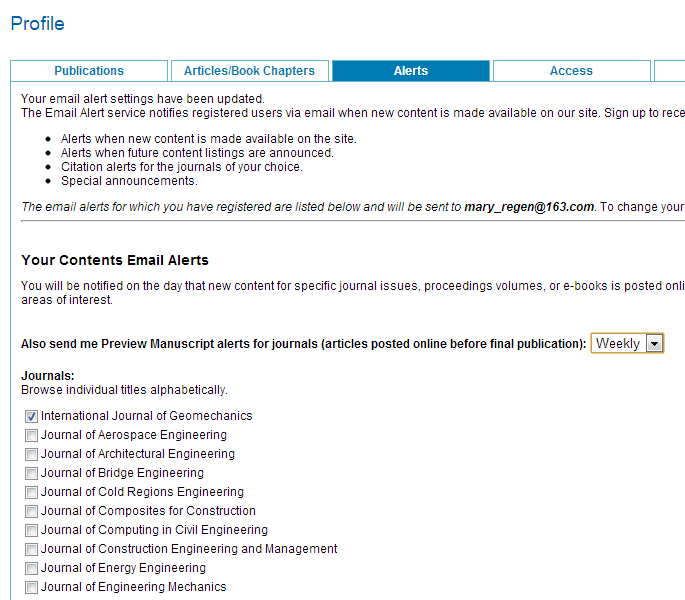 Profile
Publications
Articles/Book Chapters
Alerts
Access
Your email alert settings have been updated.
The Email Alert service notifies registered users via email when new content is made available on our site. Sign up to rece
Alerts when new content is made available on the site.
Alerts when future content listings are announced.
Citation alerts for the journals of your choice.
Special announcements.
The email alerts for which you have registered are listed below and will be sent to mary_regen@163.com. To change your
Your Contents Email Alerts
You will be notified on the day that new content for specific journal issues, proceedings volumes, or e-books is posted onli
areas of interest.
Also send me Preview Manuscript alerts for journals (articles posted online before final publication): Weekly
Journals:
Browse individual titles alphabetically.
International Journal of Geomechanics
Journal of Aerospace Engineering
Journal of Architectural Engineering
Journal of Bridge Engineering
Journal of Cold Regions Engineering
Journal of Composites for Construction
Journal of Computing in Civil Engineering
Journal of Construction Engineering and Management
Journal of Energy Engineering
Journal of Engineering Mechanics